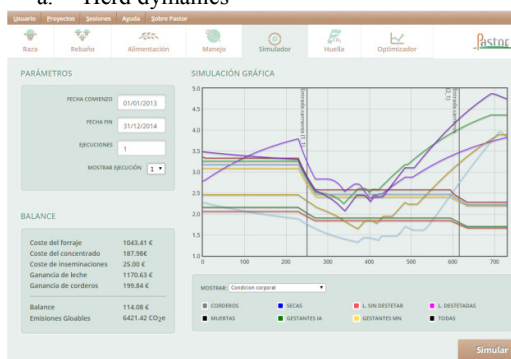 a. Herd dymamics
Usuario Proyectos Sesiones Ayuda Sobre Pastor
Raza Rebaño Alimentación Manejo Simulador Huella Optimizador Pastor
PARÁMETROS
FECHA COMIENZO 01/01/2013
FECHA FIN 31/12/2014
EJECUCIONES 1
MOSTRAR EJECUCIÓN 1
BALANCE
Coste del forraje 1043.41 €
Coste del concentrado 187.98€
Coste de inseminaciones 25.00 €
Ganancia de leche 1170.63 €
Ganancia de corderos 199.84 €
Balance 114.08 €
Emisiones Gloables 6421.42 CO2e
SIMULACIÓN GRÁFICA
5.0
4.5
4.0
3.5
3.0
2.5
2.0
1.5
1.0
0 100 200 300 400 500 600 700
Entrada carneros (1, 1)
MOSTRAR: Condicion corporal
CORDEROS SECAS L. SIN DESTETAR L. DESTETADAS
MUERTAS GESTANTES IA GESTANTES MN TODAS
Simular